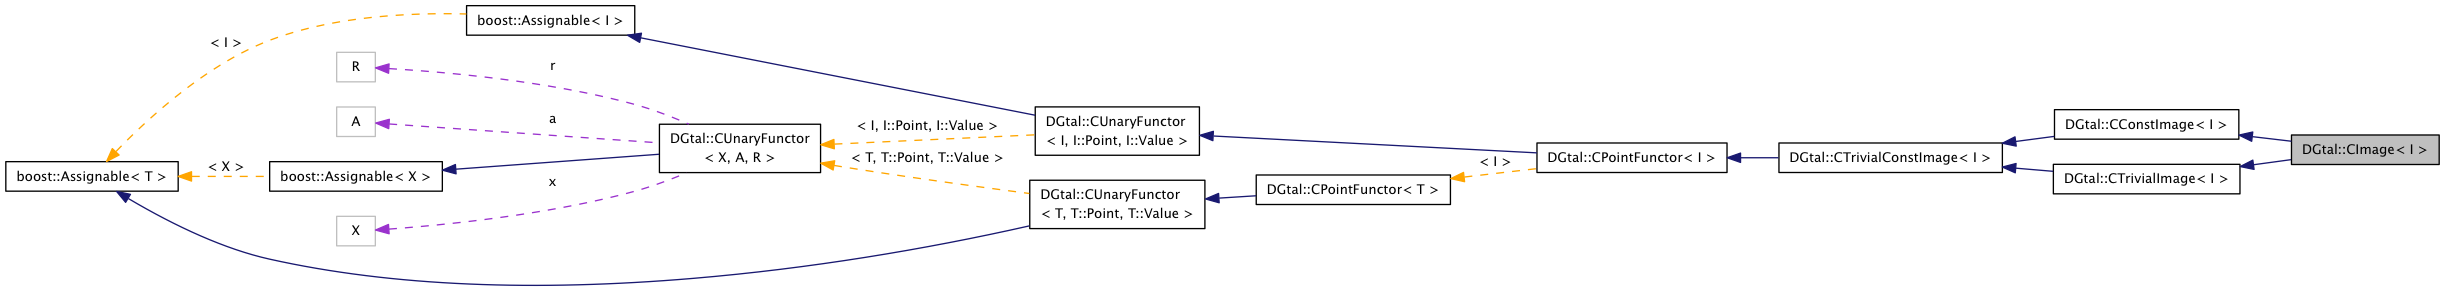 boost::Assignable< I >
< I >
R
r
A
a
DGtal::CUnaryFunctor
< X, A, R >
< I, I::Point, I::Value >
DGtal::CUnaryFunctor
< I, I::Point, I::Value >
DGtal::CConstImage< I >
DGtal::CImage< I >
boost::Assignable< T >
< X >
boost::Assignable< X >
x
X
< T, T::Point, T::Value >
DGtal::CUnaryFunctor
< T, T::Point, T::Value >
DGtal::CPointFunctor< T >
< I >
DGtal::CPointFunctor< I >
DGtal::CTrivialConstImage< I >
DGtal::CTrivialImage< I >